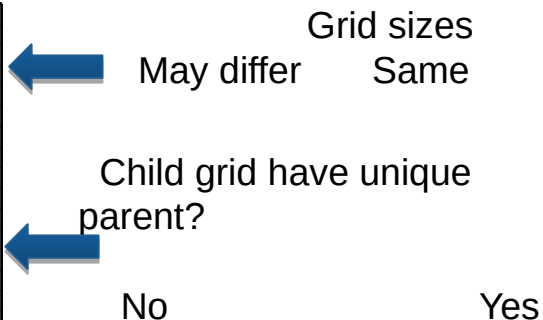 Grid sizes
May differ Same
Child grid have unique
parent?
No Yes